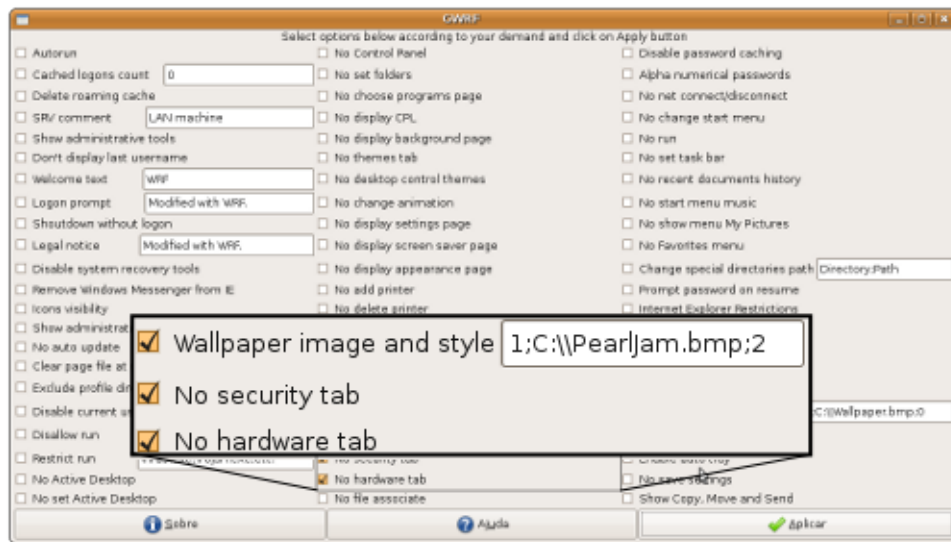 GWRF
Select options below according to your demand and click on Apply button
Autorun
Cached logons count 0
Delete roaming cache
SRV comment LAN machine
Show administrative tools
Don't display last username
Welcome text WRF
Logon prompt Modified with WRF.
Shoutdown without logon
Legal notice Modified with WRF.
Disable system recovery tools
Remove Windows Messenger from IE
Icons visibility
Show administrat
No auto update
Clear page file at
Exclude profile di
Disable current u
Disallow run
Restrict run
No Active Desktop
No set Active Desktop
No Control Panel
No set folders
No choose programs page
No display CPL
No display background page
No themes tab
No desktop control themes
No change animation
No display settings page
No display screen saver page
No display appearance page
No add printer
No delete printer
Wallpaper image and style 1;C:\\PearlJam.bmp;2
No security tab
No hardware tab
No security tab
No hardware tab
No file associate
Disable password caching
Alpha numerical passwords
No net connect/disconnect
No change start menu
No run
No set task bar
No recent documents history
No start menu music
No show menu My Pictures
No Favorites menu
Change special directories path Directory:Path
Prompt password on resume
Internet Explorer Restrictions
C:\\Wallpaper.bmp;0
Enable auto tray
No save settings
Show Copy, Move and Send
Sobre
Ajuda
Aplicar